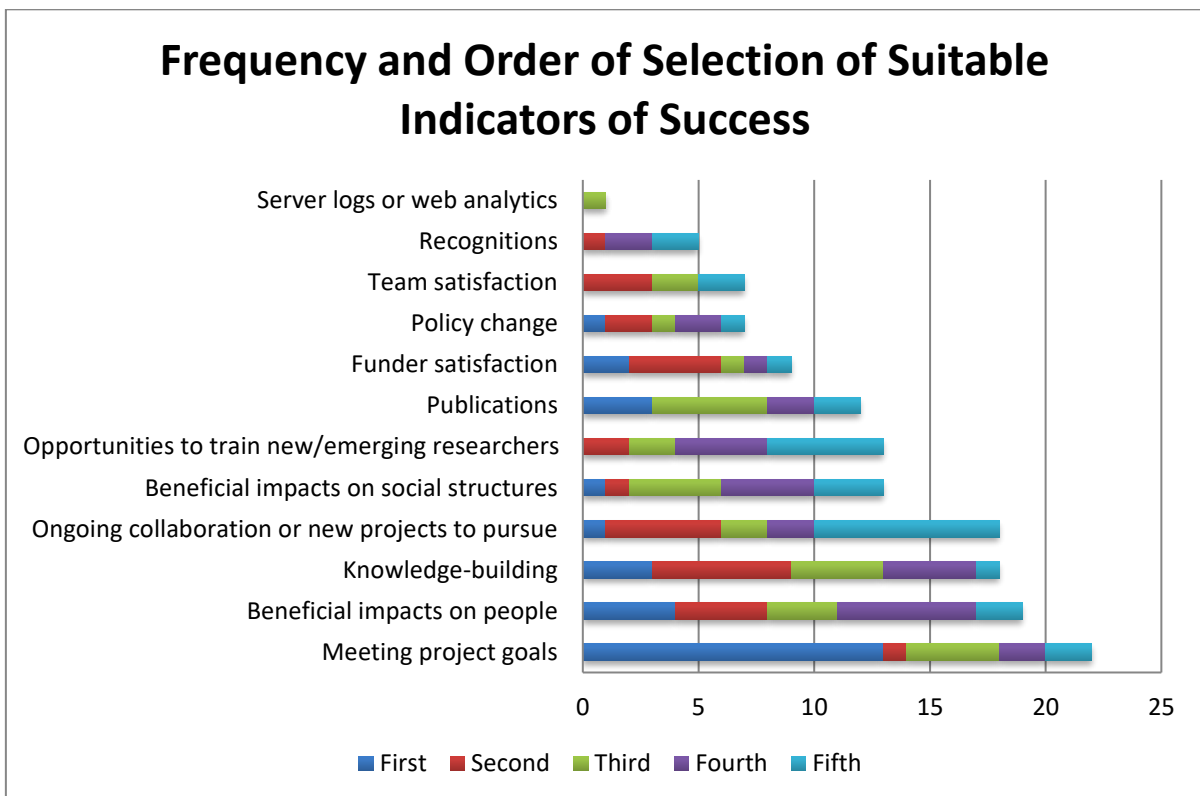 Frequency and Order of Selection of Suitable
Indicators of Success
Server logs or web analytics
Recognitions
Team satisfaction
Policy change
Funder satisfaction
Publications
Opportunities to train new/emerging researchers
Beneficial impacts on social structures
Ongoing collaboration or new projects to pursue
Knowledge-building
Beneficial impacts on people
Meeting project goals
0 5 10 15 20 25
First Second Third Fourth Fifth